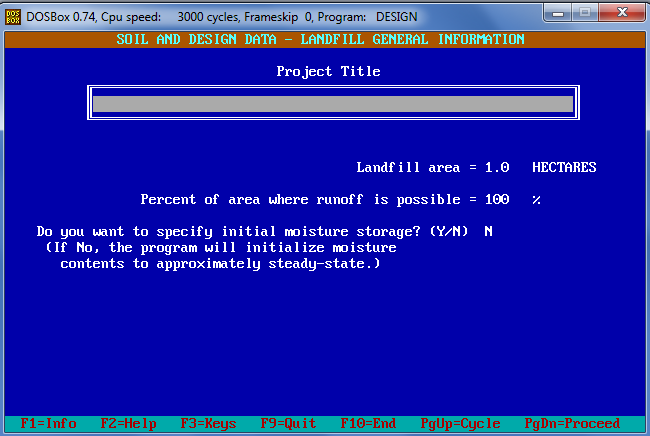 DOSBox 0.74, Cpu speed: 3000 cycles, Frameskip 0, Program: DESIGN
SOIL AND DESIGN DATA - LANDFILL GENERAL INFORMATION
Project Title
Landfill area = 1.0 HECTARES
Percent of area where runoff is possible = 100 %
Do you want to specify initial moisture storage? (Y/N) N
(If No, the program will initialize moisture
contents to approximately steady-state.)
F1=Info F2=Help F3=Keys F9=Quit F10=End PgUp=Cycle PgDn=Proceed